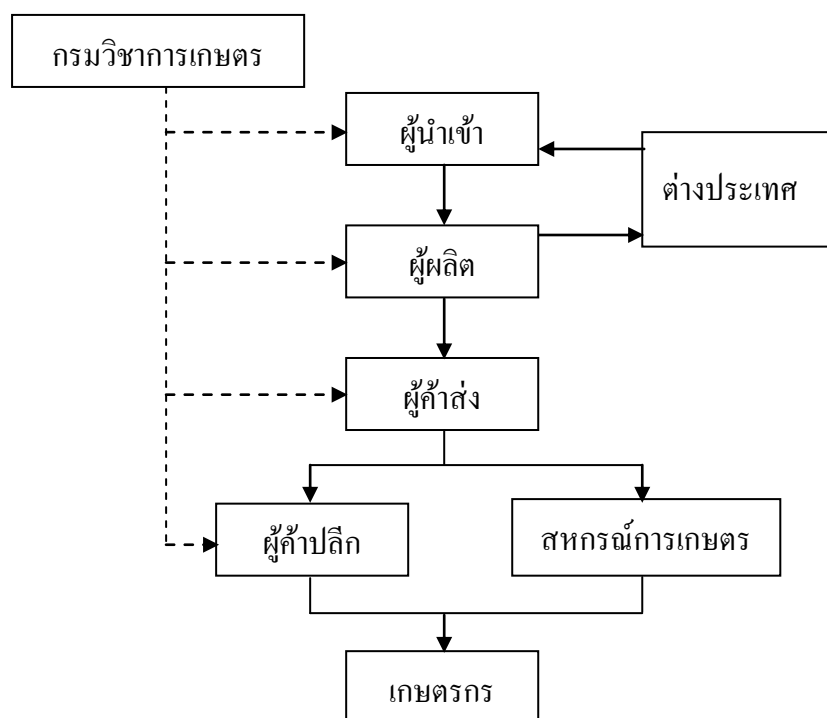 กรมวิชาการเกษตร
ผู้นำเข้า
ต่างประเทศ
ผู้ผลิต
ผู้ค้าส่ง
ผู้ค้าปลีก
สหกรณ์การเกษตร
เกษตรกร